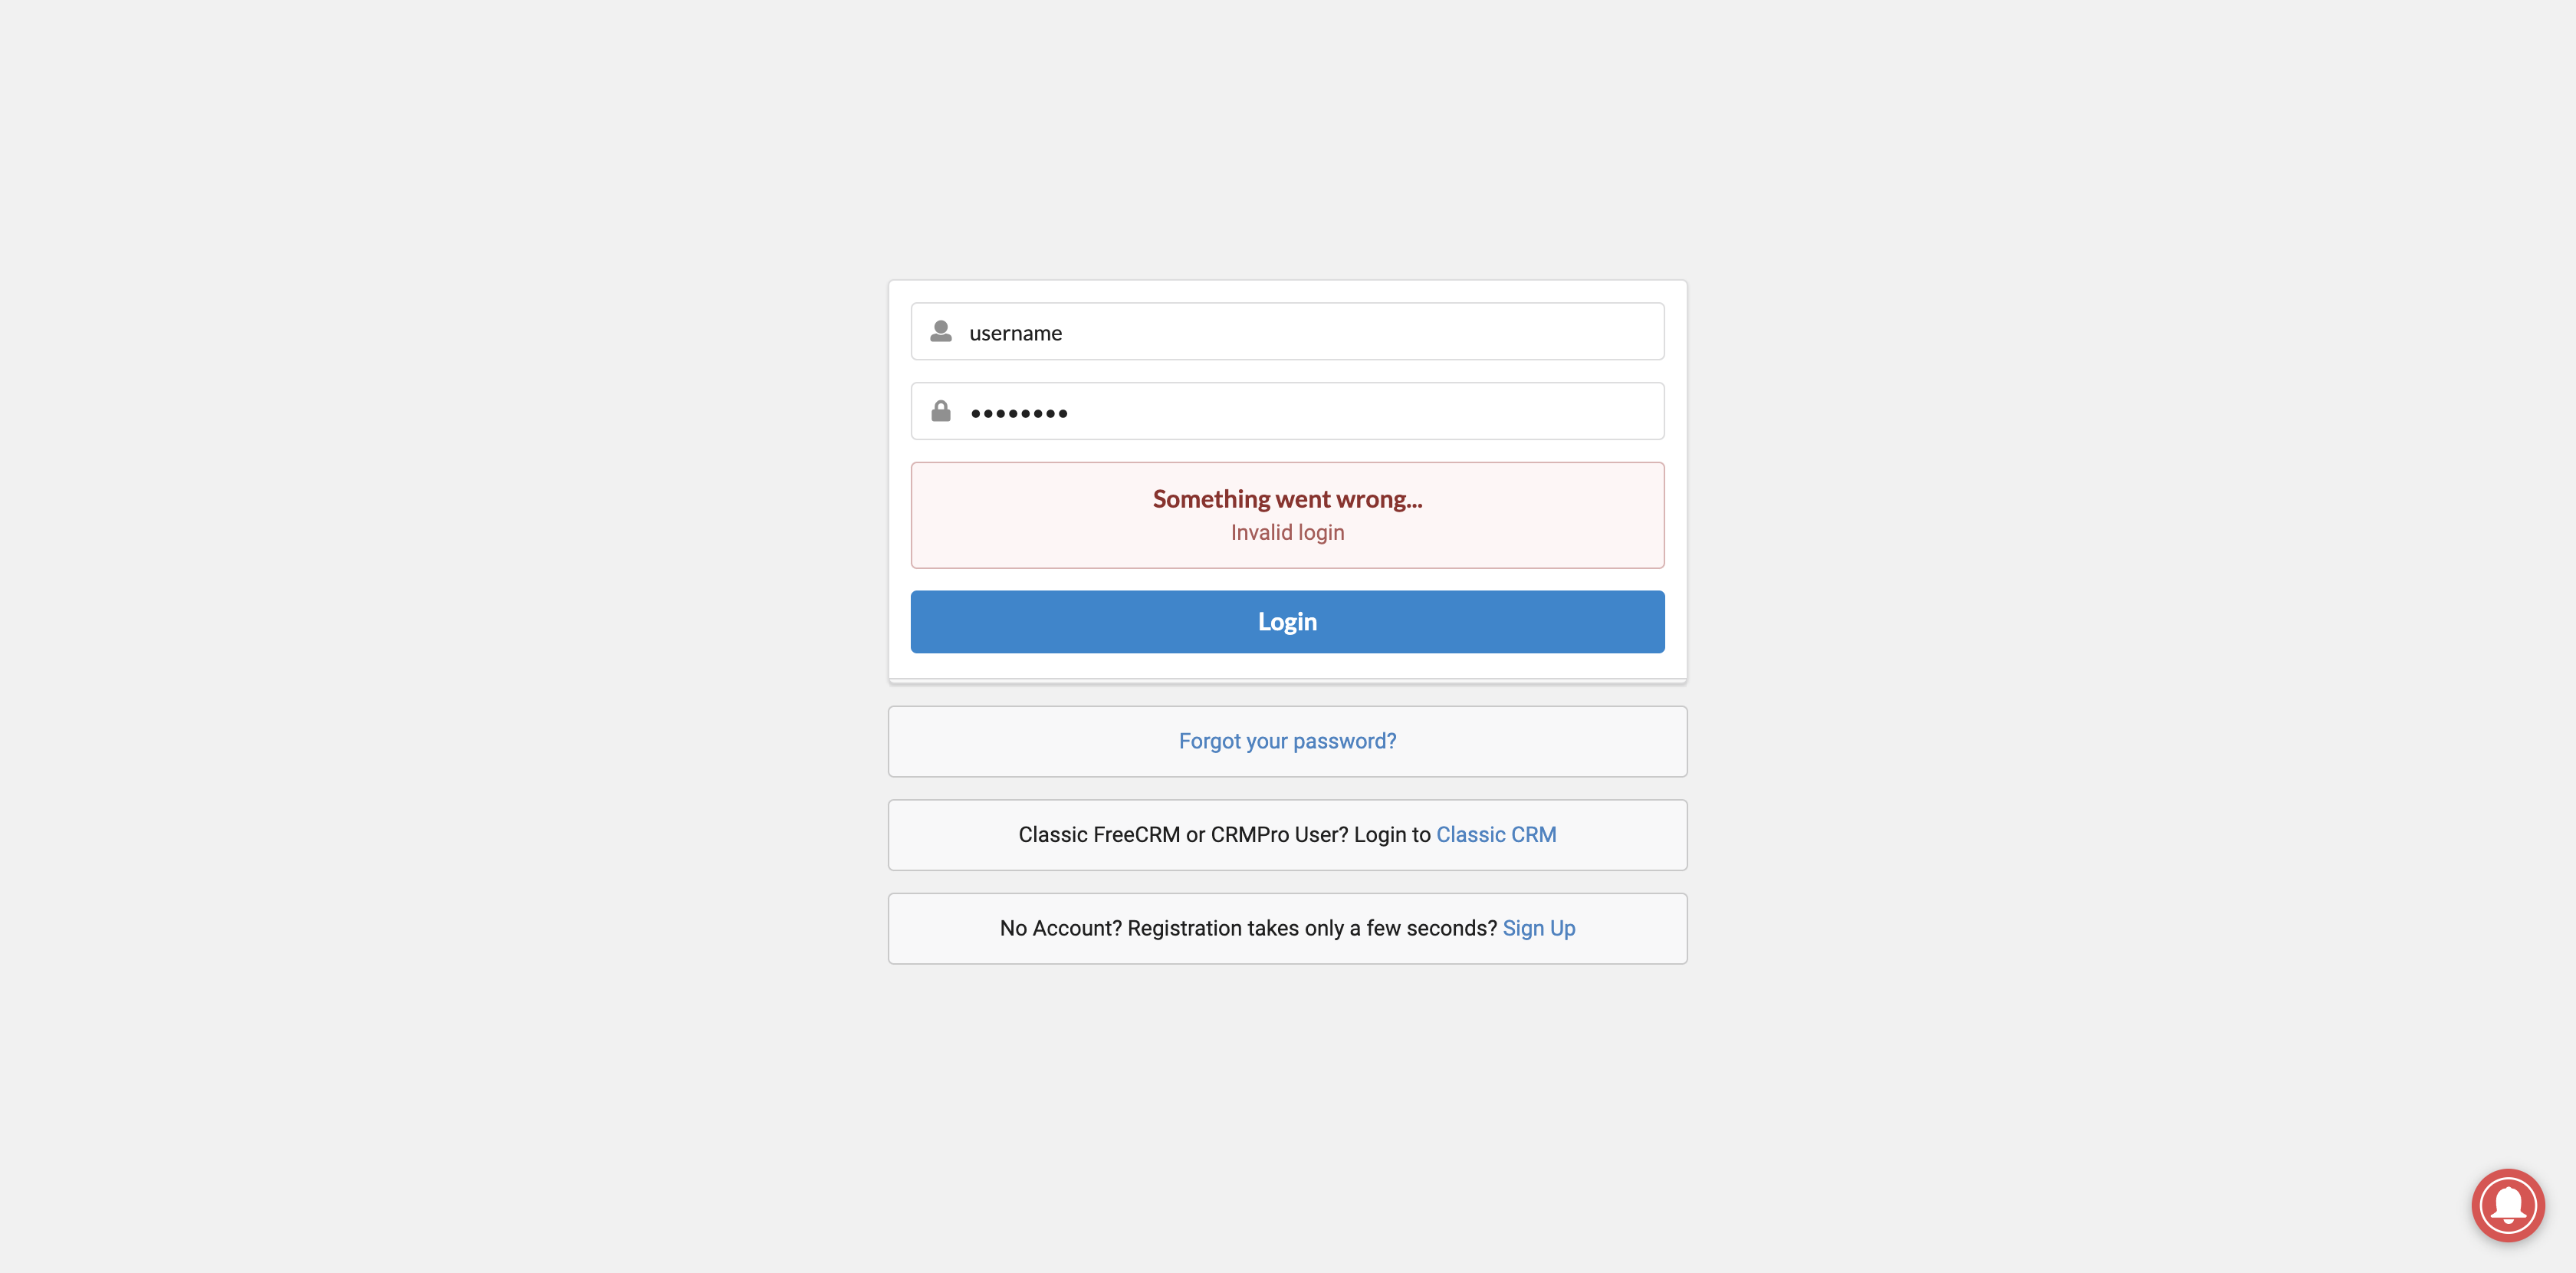 username
••••••••
Something went wrong...
Invalid login
Login
Forgot your password?
Classic FreeCRM or CRMPro User? Login to Classic CRM
No Account? Registration takes only a few seconds? Sign Up